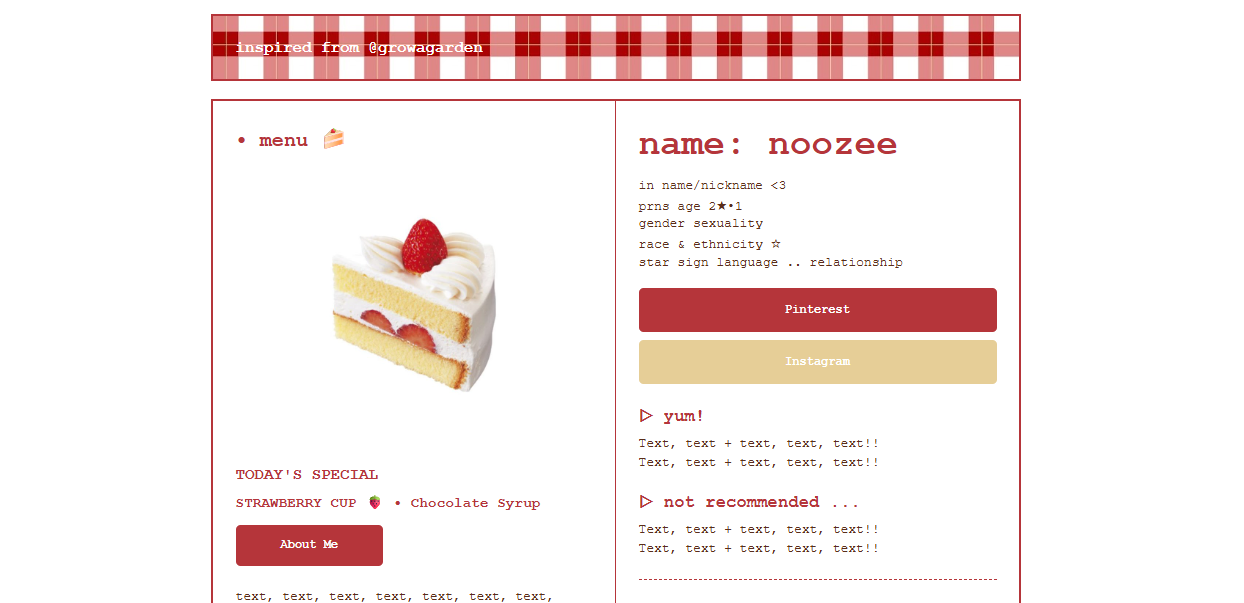 inspired from @growagarden
• menu 🍰
TODAY'S SPECIAL
STRAWBERRY CUP 🍓 • Chocolate Syrup
About Me
text, text, text, text, text, text, text,
name: noozee
in name/nickname <3
prns age 2★•1
gender sexuality
race & ethnicity ☆
star sign language .. relationship
Pinterest
Instagram
▷ yum!
Text, text + text, text, text!!
Text, text + text, text, text!!
▷ not recommended ...
Text, text + text, text, text!!
Text, text + text, text, text!!